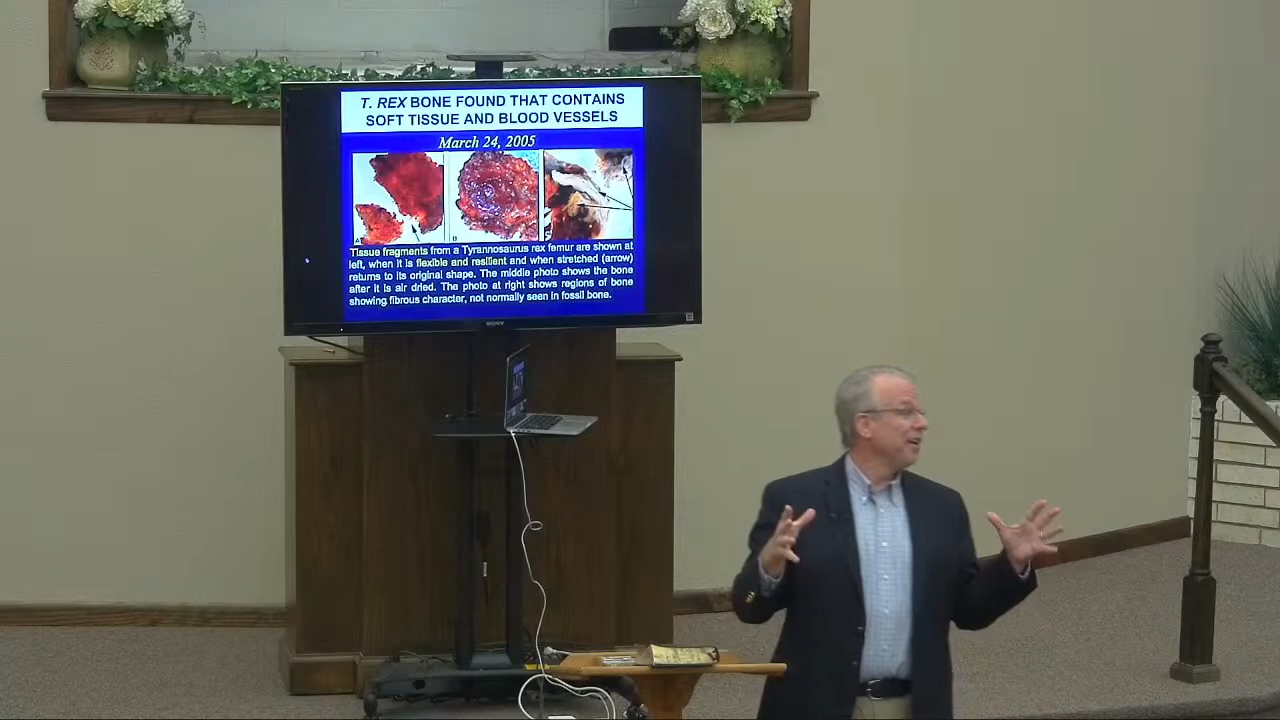 T. REX BONE FOUND THAT CONTAINS
SOFT TISSUE AND BLOOD VESSELS
March 24, 2005
B
Tissue fragments from a Tyrannosaurus rex femur are shown at
left, when it is flexible and resilient and when stretched (arrow)
returns to its original shape. The middle photo shows the bone
after it is air dried. The photo at right shows regions of bone
showing fibrous character, not normally seen in fossil bone.
SONY